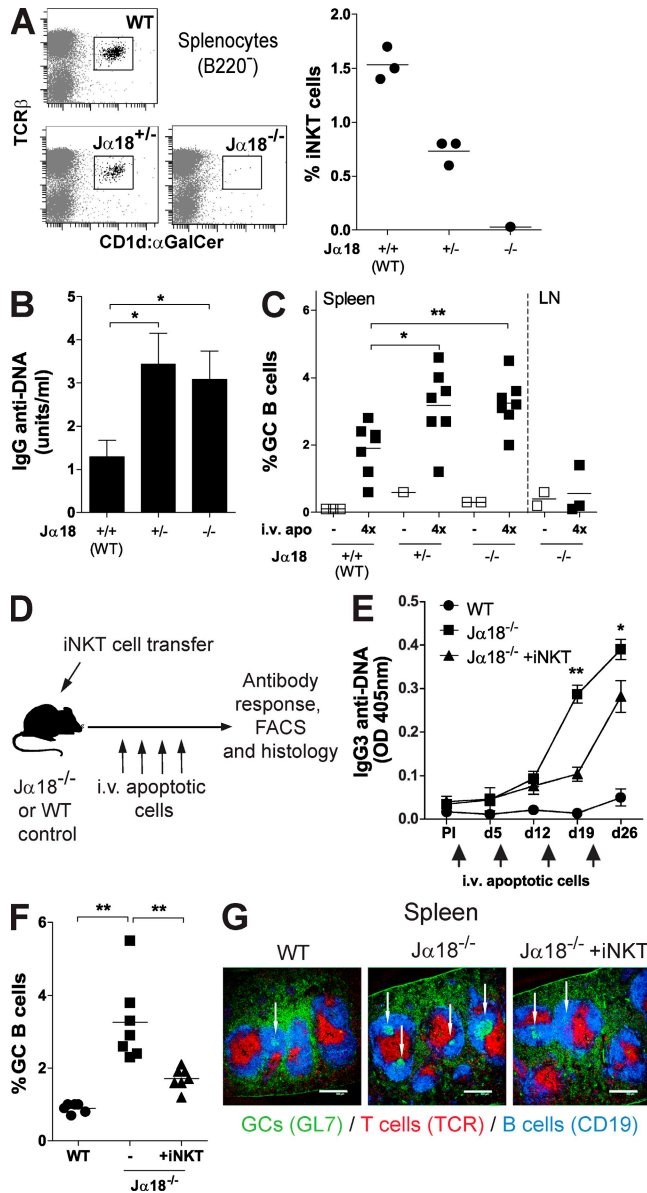 A
WT
Splenocytes
(B220⁻)
TCRβ
Jα18+/-
Jα18-/-
CD1d:αGalCer
% iNKT cells
2.0
1.5
1.0
0.5
0.0
Jα18 +/+ +/- -/-
(WT)
B
IgG anti-DNA
(units/ml)
5
4
3
2
1
0
*
*
Jα18 +/+ +/- -/-
(WT)
C
Spleen LN
%GC B cells
6
4
2
0
**
*
i.v. apo - 4x - 4x - 4x - 4x
Jα18 +/+ +/- -/- -/-
(WT)
D
iNKT cell transfer
Antibody
response,
FACS
and histology
Jα18-/-
or WT
control
i.v. apoptotic
cells
E
WT
Jα18-/-
Jα18-/- +iNKT
IgG3 anti-DNA
(OD 405nm)
0.5
0.4
0.3
0.2
0.1
0.0
**
*
PI d5 d12 d19 d26
i.v. apoptotic cells
F
%GC B cells
6
4
2
0
** **
WT - +iNKT
Jα18-/-
G
Spleen
WT Jα18-/- Jα18-/- +iNKT
GCs (GL7) / T cells (TCR) / B cells (CD19)